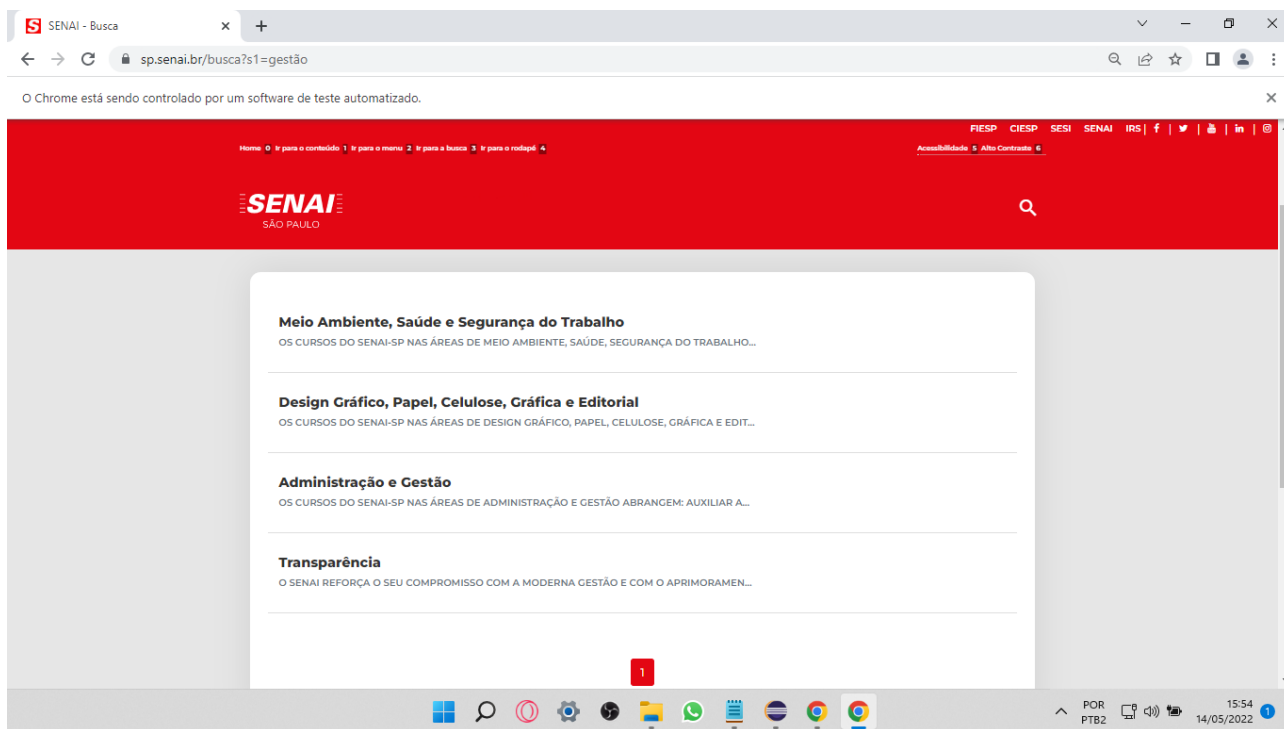 SENAI - Busca
sp.senai.br/busca?s1=gestão
O Chrome está sendo controlado por um software de teste automatizado.
FIESP CIESP SESI SENAI IRS | f | | You Tube | in |
Home 0 Ir para o conteúdo 1 Ir para o menu 2 Ir para a busca 3 Ir para o rodapé 4 Acessibilidade 5 Alto Contraste 6
SENAI
SÃO PAULO
Meio Ambiente, Saúde e Segurança do Trabalho
OS CURSOS DO SENAI-SP NAS ÁREAS DE MEIO AMBIENTE, SAÚDE, SEGURANÇA DO TRABALHO...
Design Gráfico, Papel, Celulose, Gráfica e Editorial
OS CURSOS DO SENAI-SP NAS ÁREAS DE DESIGN GRÁFICO, PAPEL, CELULOSE, GRÁFICA E EDIT...
Administração e Gestão
OS CURSOS DO SENAI-SP NAS ÁREAS DE ADMINISTRAÇÃO E GESTÃO ABRANGEM: AUXILIAR A...
Transparência
O SENAI REFORÇA O SEU COMPROMISSO COM A MODERNA GESTÃO E COM O APRIMORAMEN...
1
POR 15:54
PTB2 14/05/2022 1